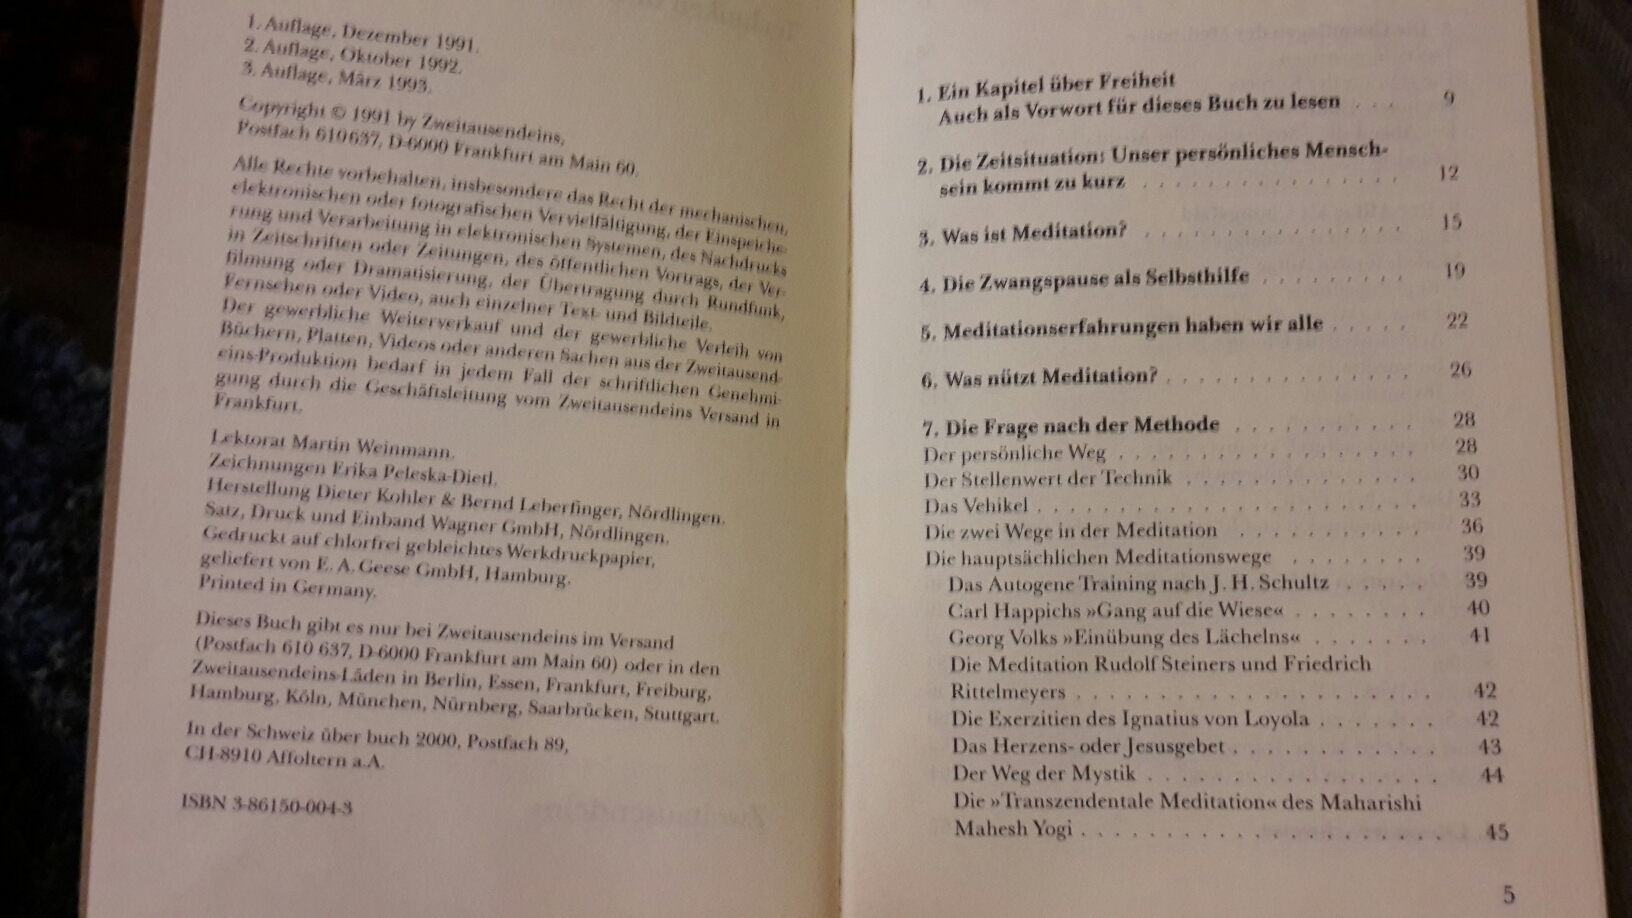 1. Auflage, Dezember 1991.
2. Auflage, Oktober 1992.
3. Auflage, März 1993.
Copyright © 1991 by Zweitausendeins,
Postfach 610637, D-6000 Frankfurt am Main 60.
Alle Rechte vorbehalten, insbesondere das Recht der mechanischen,
elektronischen oder fotografischen Vervielfältigung, der Einspeiche-
rung und Verarbeitung in elektronischen Systemen, des Nachdrucks
in Zeitschriften oder Zeitungen, des öffentlichen Vortrags, der Ver-
filmung oder Dramatisierung, der Übertragung durch Rundfunk,
Fernsehen oder Video, auch einzelner Text- und Bildteile.
Der gewerbliche Weiterverkauf und der gewerbliche Verleih von
Büchern, Platten, Videos oder anderen Sachen aus der Zweitausend-
eins-Produktion bedarf in jedem Fall der schriftlichen Genehmi-
gung durch die Geschäftsleitung vom Zweitausendeins Versand in
Frankfurt.
Lektorat Martin Weinmann.
Zeichnungen Erika Peleska-Dietl.
Herstellung Dieter Kohler & Bernd Leberfinger, Nördlingen.
Satz, Druck und Einband Wagner GmbH, Nördlingen.
Gedruckt auf chlorfrei gebleichtes Werkdruckpapier,
geliefert von E. A. Geese GmbH, Hamburg.
Printed in Germany.
Dieses Buch gibt es nur bei Zweitausendeins im Versand
(Postfach 610 637, D-6000 Frankfurt am Main 60) oder in den
Zweitausendeins-Läden in Berlin, Essen, Frankfurt, Freiburg,
Hamburg, Köln, München, Nürnberg, Saarbrücken, Stuttgart.
In der Schweiz über buch 2000, Postfach 89,
CH-8910 Affoltern a.A.
ISBN 3-86150-004-3
1. Ein Kapitel über Freiheit
Auch als Vorwort für dieses Buch zu lesen . . . 9
2. Die Zeitsituation: Unser persönliches Mensch-
sein kommt zu kurz . . . . . . . . . . . . . . . . 12
3. Was ist Meditation? . . . . . . . . . . . . . . . . 15
4. Die Zwangspause als Selbsthilfe . . . . . . . . . 19
5. Meditationserfahrungen haben wir alle . . . . . 22
6. Was nützt Meditation? . . . . . . . . . . . . . . 26
7. Die Frage nach der Methode . . . . . . . . . . . 28
Der persönliche Weg . . . . . . . . . . . . . . . . . 28
Der Stellenwert der Technik . . . . . . . . . . . . . 30
Das Vehikel . . . . . . . . . . . . . . . . . . . . . 33
Die zwei Wege in der Meditation . . . . . . . . . . . 36
Die hauptsächlichen Meditationswege . . . . . . . . 39
Das Autogene Training nach J. H. Schultz . . . . . 39
Carl Happichs »Gang auf die Wiese« . . . . . . . . 40
Georg Volks »Einübung des Lächelns« . . . . . . . 41
Die Meditation Rudolf Steiners und Friedrich
Rittelmeyers . . . . . . . . . . . . . . . . . . . . 42
Die Exerzitien des Ignatius von Loyola . . . . . . . 42
Das Herzens- oder Jesusgebet . . . . . . . . . . . . 43
Der Weg der Mystik . . . . . . . . . . . . . . . . . 44
Die »Transzendentale Meditation« des Maharishi
Mahesh Yogi . . . . . . . . . . . . . . . . . . . . 45
5